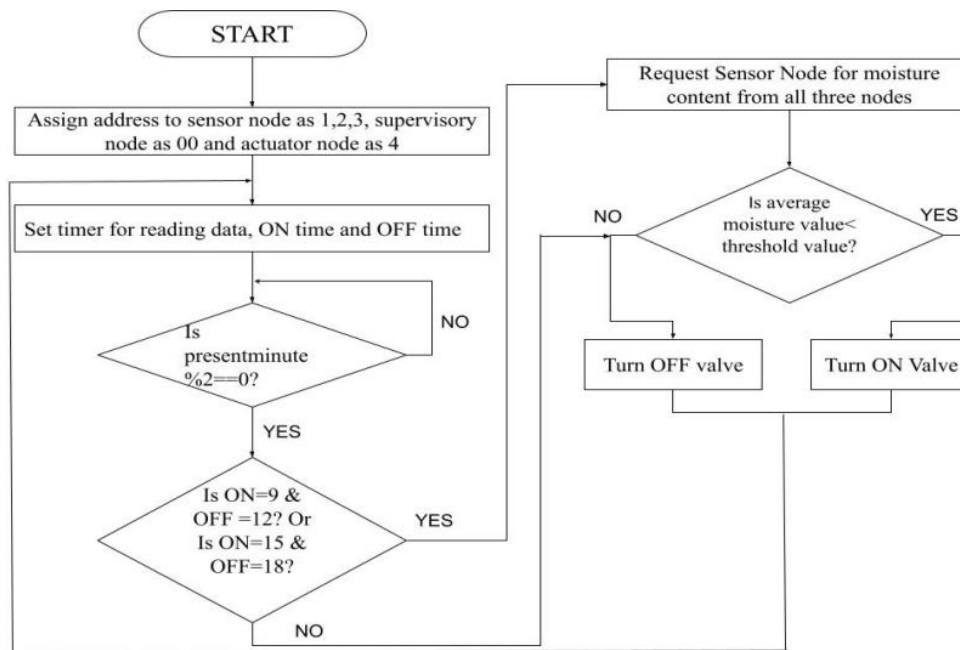 START
Assign address to sensor node as 1,2,3, supervisory
node as 00 and actuator node as 4
Set timer for reading data, ON time and OFF time
Is
presentminute
%2==0?
NO
YES
Is ON=9 &
OFF =12? Or
Is ON=15 &
OFF=18?
YES
NO
Request Sensor Node for moisture
content from all three nodes
Is average
moisture value<
threshold value?
NO
YES
Turn OFF valve
Turn ON Valve